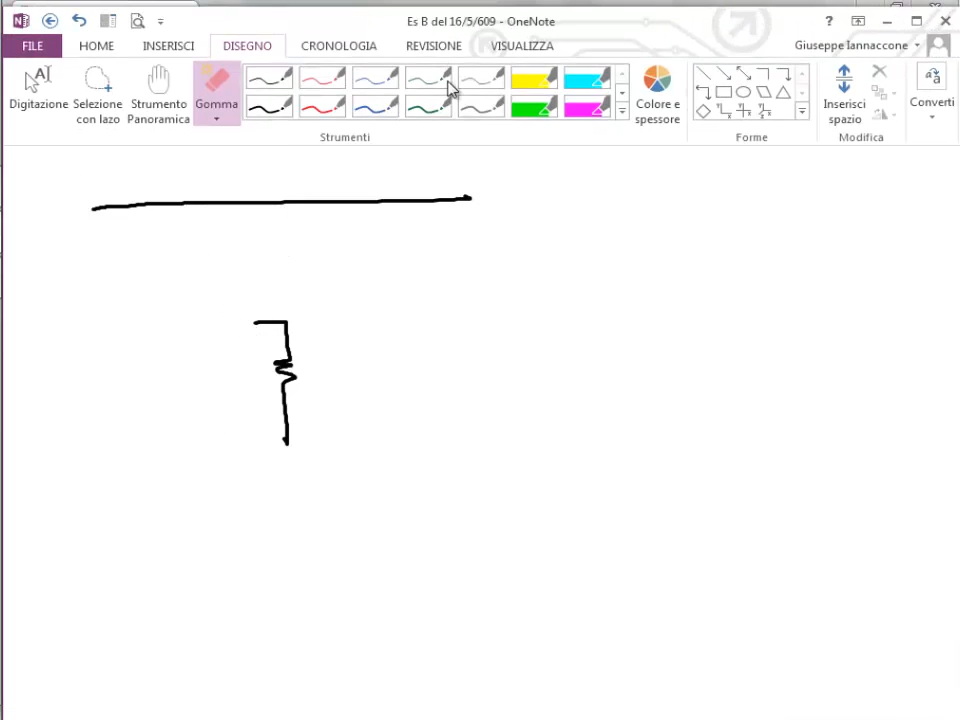 Es B del 16/5/609 - OneNote
FILE HOME INSERISCI DISEGNO CRONOLOGIA REVISIONE VISUALIZZA Giuseppe Iannaccone
Digitazione
Selezione con lazo
Strumento Panoramica
Gomma
Colore e spessore
Inserisci spazio
Converti
Strumenti
Forme
Modifica